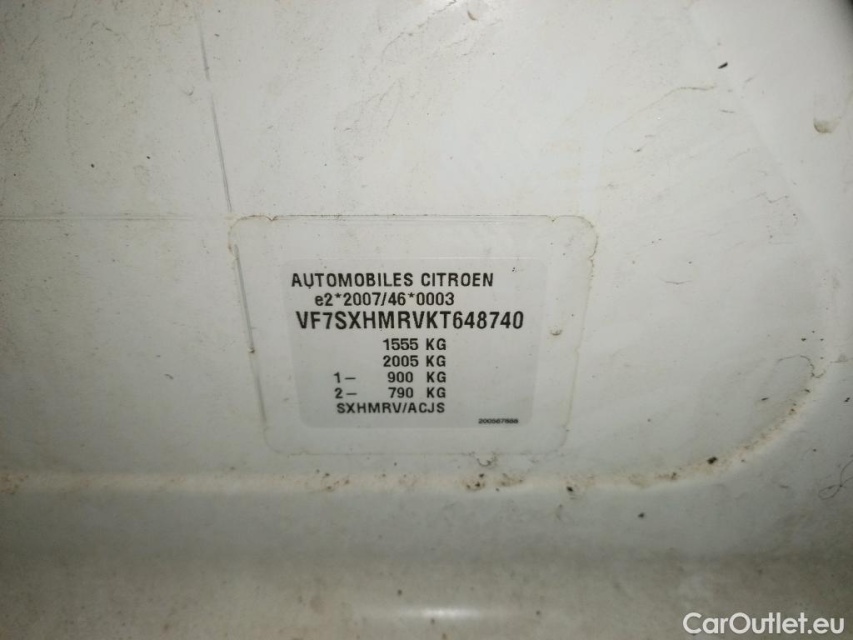 AUTOMOBILES CITROEN
e2*2007/46*0003
VF7SXHMRVKT648740
1555 KG
2005 KG
1– 900 KG
2– 790 KG
SXHMRV/ACJS
CarOutlet.eu